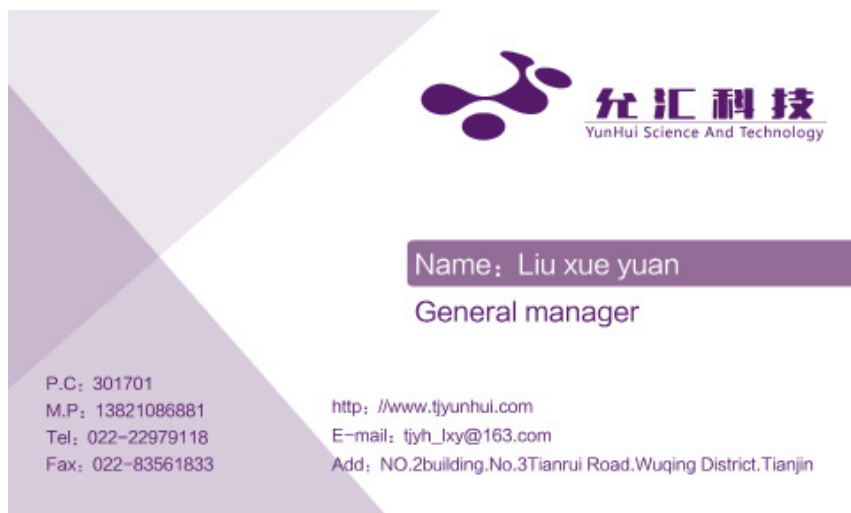 允汇科技
YunHui Science And Technology
Name：Liu xue yuan
General manager
P.C：301701
M.P：13821086881
Tel：022-22979118
Fax：022-83561833
http：//www.tjyunhui.com
E-mail：tjyh_lxy@163.com
Add：NO.2building.No.3Tianrui Road.Wuqing District.Tianjin